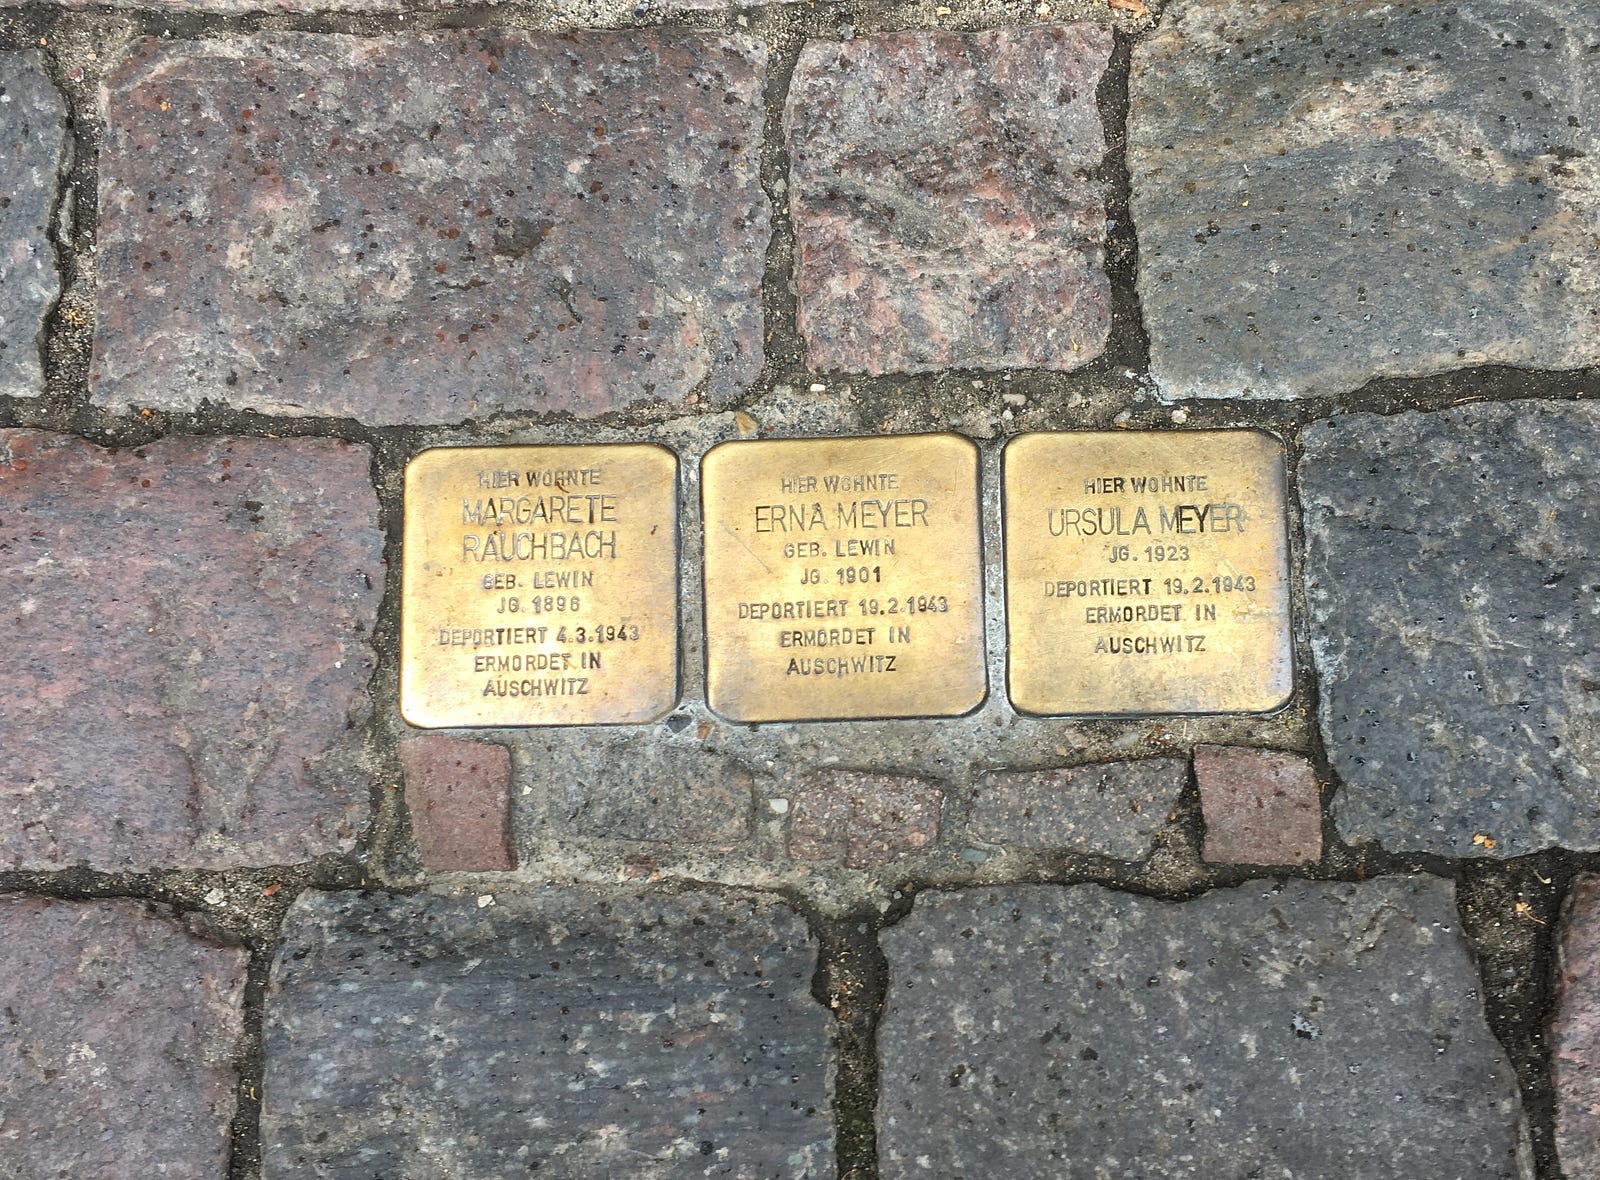 HIER WOHNTE
MARGARETE
RAUCHBACH
GEB. LEWIN
JG. 1896
DEPORTIERT 4.3.1943
ERMORDET IN
AUSCHWITZ
HIER WOHNTE
ERNA MEYER
GEB. LEWIN
JG. 1901
DEPORTIERT 19.2.1943
ERMORDET IN
AUSCHWITZ
HIER WOHNTE
URSULA MEYER
JG. 1923
DEPORTIERT 19.2.1943
ERMORDET IN
AUSCHWITZ